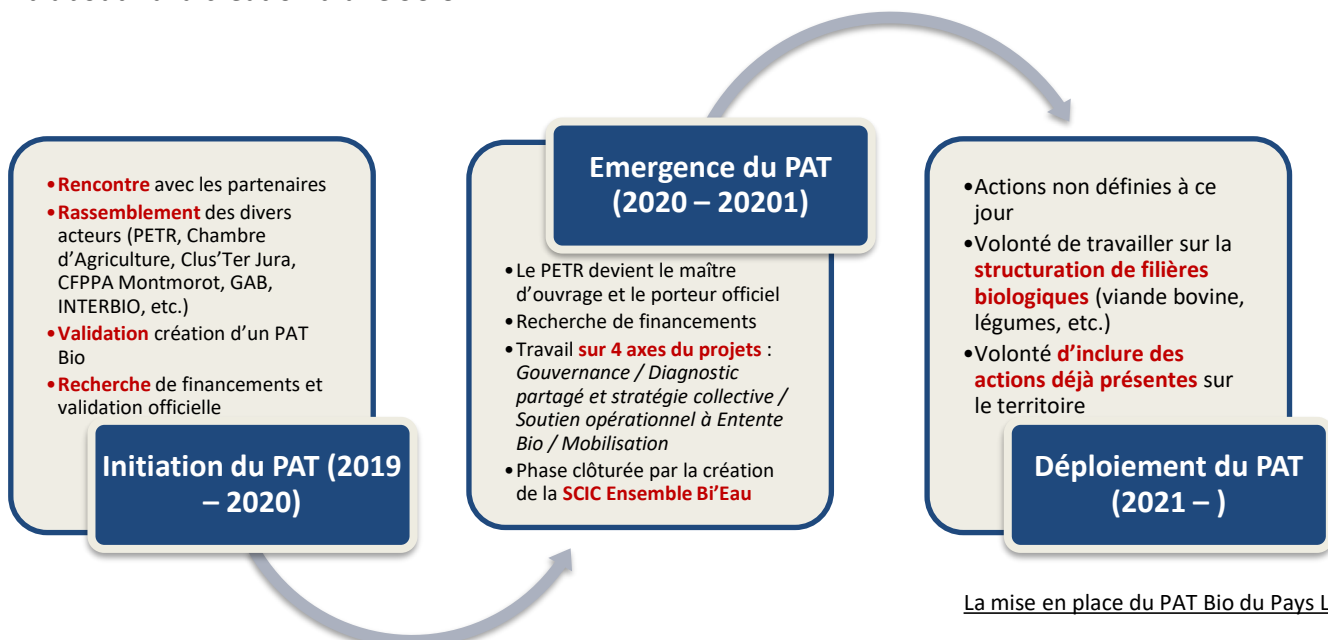 • Rencontre avec les partenaires
• Rassemblement des divers
acteurs (PETR, Chambre
d’Agriculture, Clus’Ter Jura,
CFPPA Montmorot, GAB,
INTERBIO, etc.)
• Validation création d’un PAT
Bio
• Recherche de financements et
validation officielle
Initiation du PAT (2019
– 2020)
Emergence du PAT
(2020 – 20201)
• Le PETR devient le maître
d’ouvrage et le porteur officiel
• Recherche de financements
• Travail sur 4 axes du projets :
Gouvernance / Diagnostic
partagé et stratégie collective /
Soutien opérationnel à Entente
Bio / Mobilisation
• Phase clôturée par la création
de la SCIC Ensemble Bi’Eau
• Actions non définies à ce
jour
• Volonté de travailler sur la
structuration de filières
biologiques (viande bovine,
légumes, etc.)
• Volonté d’inclure des
actions déjà présentes sur
le territoire
Déploiement du PAT
(2021 – )
La mise en place du PAT Bio du Pays L